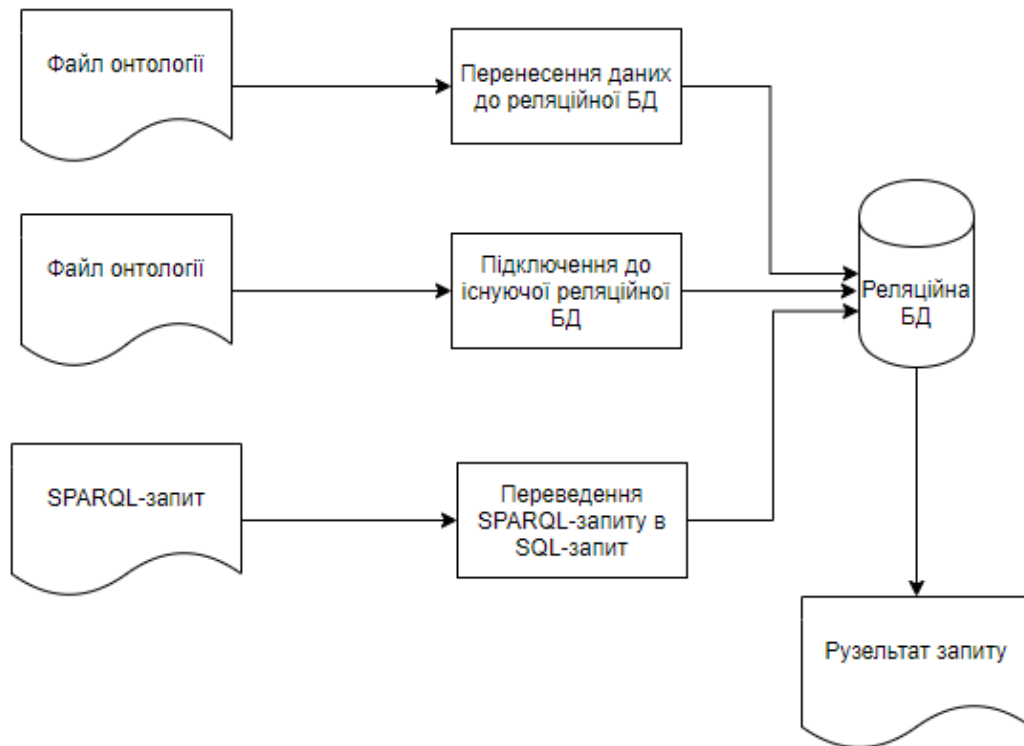 Файл онтології
Перенесення даних
до реляційної БД
Файл онтології
Підключення до
існуючої реляційної
БД
Реляційна
БД
SPARQL-запит
Переведення
SPARQL-запиту в
SQL-запит
Рузельтат запиту